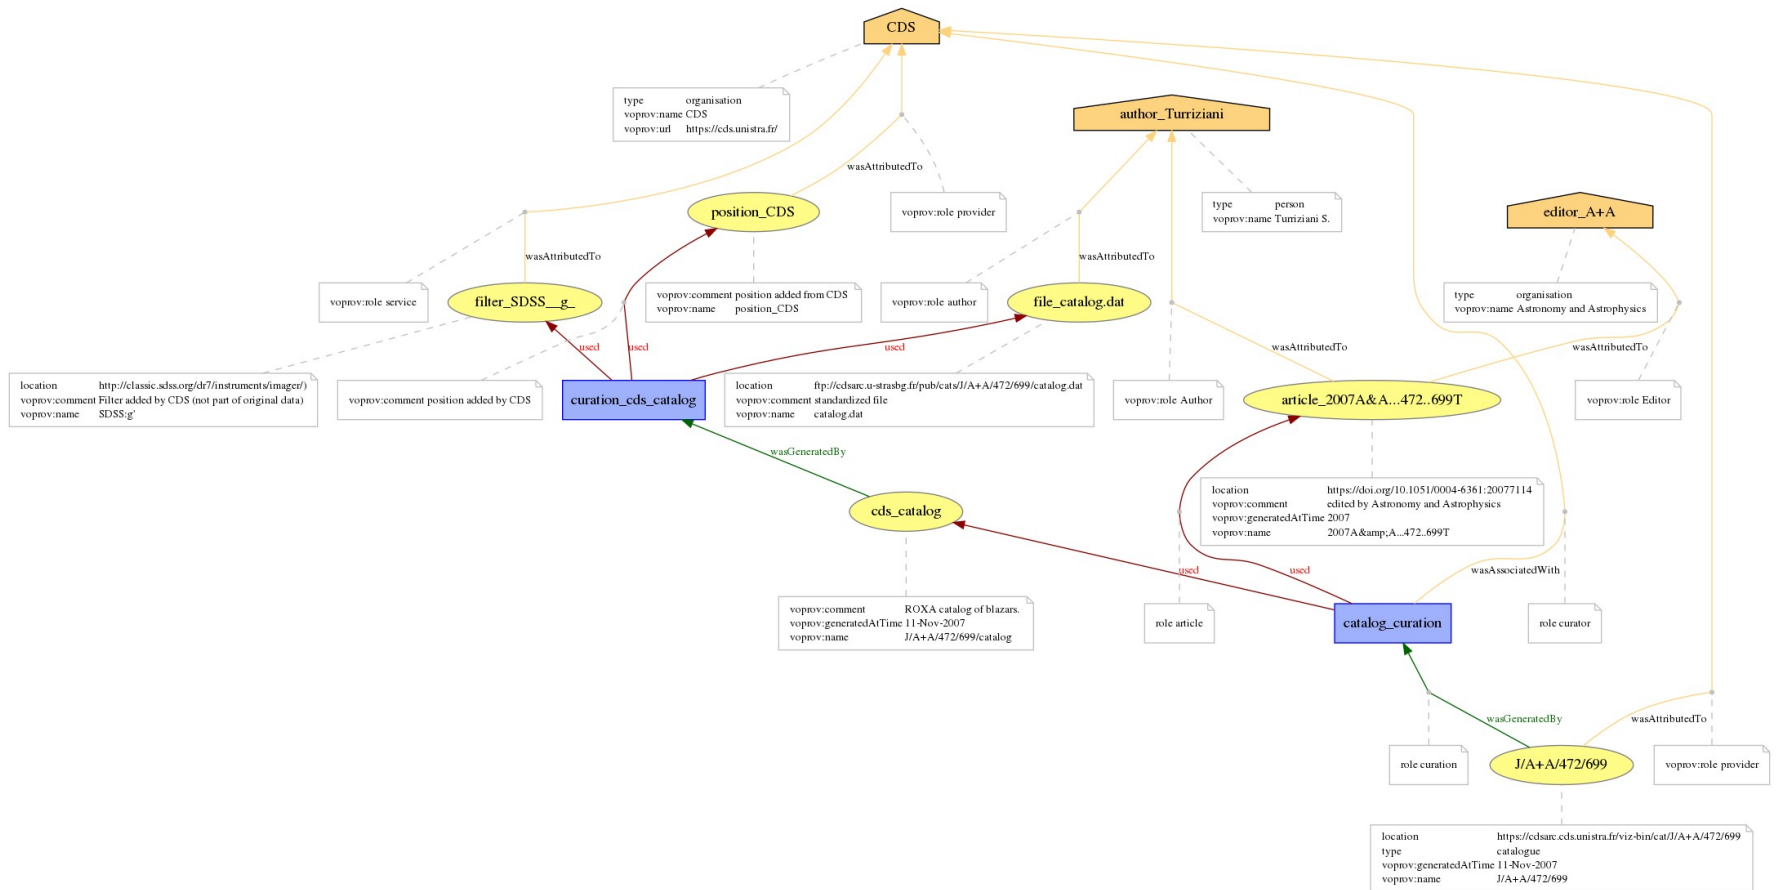 CDS
type organisation
voprov:name CDS
voprov:url https://cds.unistra.fr/
author_Turriziani
wasAttributedTo
position_CDS
voprov:role provider
type person
voprov:name Turriziani S.
editor_A+A
wasAttributedTo
wasAttributedTo
voprov:role service
filter_SDSS__g_
voprov:comment position added from CDS
voprov:name position_CDS
voprov:role author
file_catalog.dat
type organisation
voprov:name Astronomy and Astrophysics
used
used
used
wasAttributedTo
wasAttributedTo
location http://classic.sdss.org/dr7/instruments/imager/)
voprov:comment Filter added by CDS (not part of original data)
voprov:name SDSS:g'
voprov:comment position added by CDS
curation_cds_catalog
location ftp://cdsarc.u-strasbg.fr/pub/cats/J/A+A/472/699/catalog.dat
voprov:comment standardized file
voprov:name catalog.dat
voprov:role Author
article_2007A&A...472..699T
voprov:role Editor
wasGeneratedBy
cds_catalog
location https://doi.org/10.1051/0004-6361:20077114
voprov:comment edited by Astronomy and Astrophysics
voprov:generatedAtTime 2007
voprov:name 2007A&amp;A...472..699T
used
used
wasAssociatedWith
voprov:comment ROXA catalog of blazars.
voprov:generatedAtTime 11-Nov-2007
voprov:name J/A+A/472/699/catalog
role article
catalog_curation
role curator
wasGeneratedBy
wasAttributedTo
role curation
J/A+A/472/699
voprov:role provider
location https://cdsarc.cds.unistra.fr/viz-bin/cat/J/A+A/472/699
type catalogue
voprov:generatedAtTime 11-Nov-2007
voprov:name J/A+A/472/699